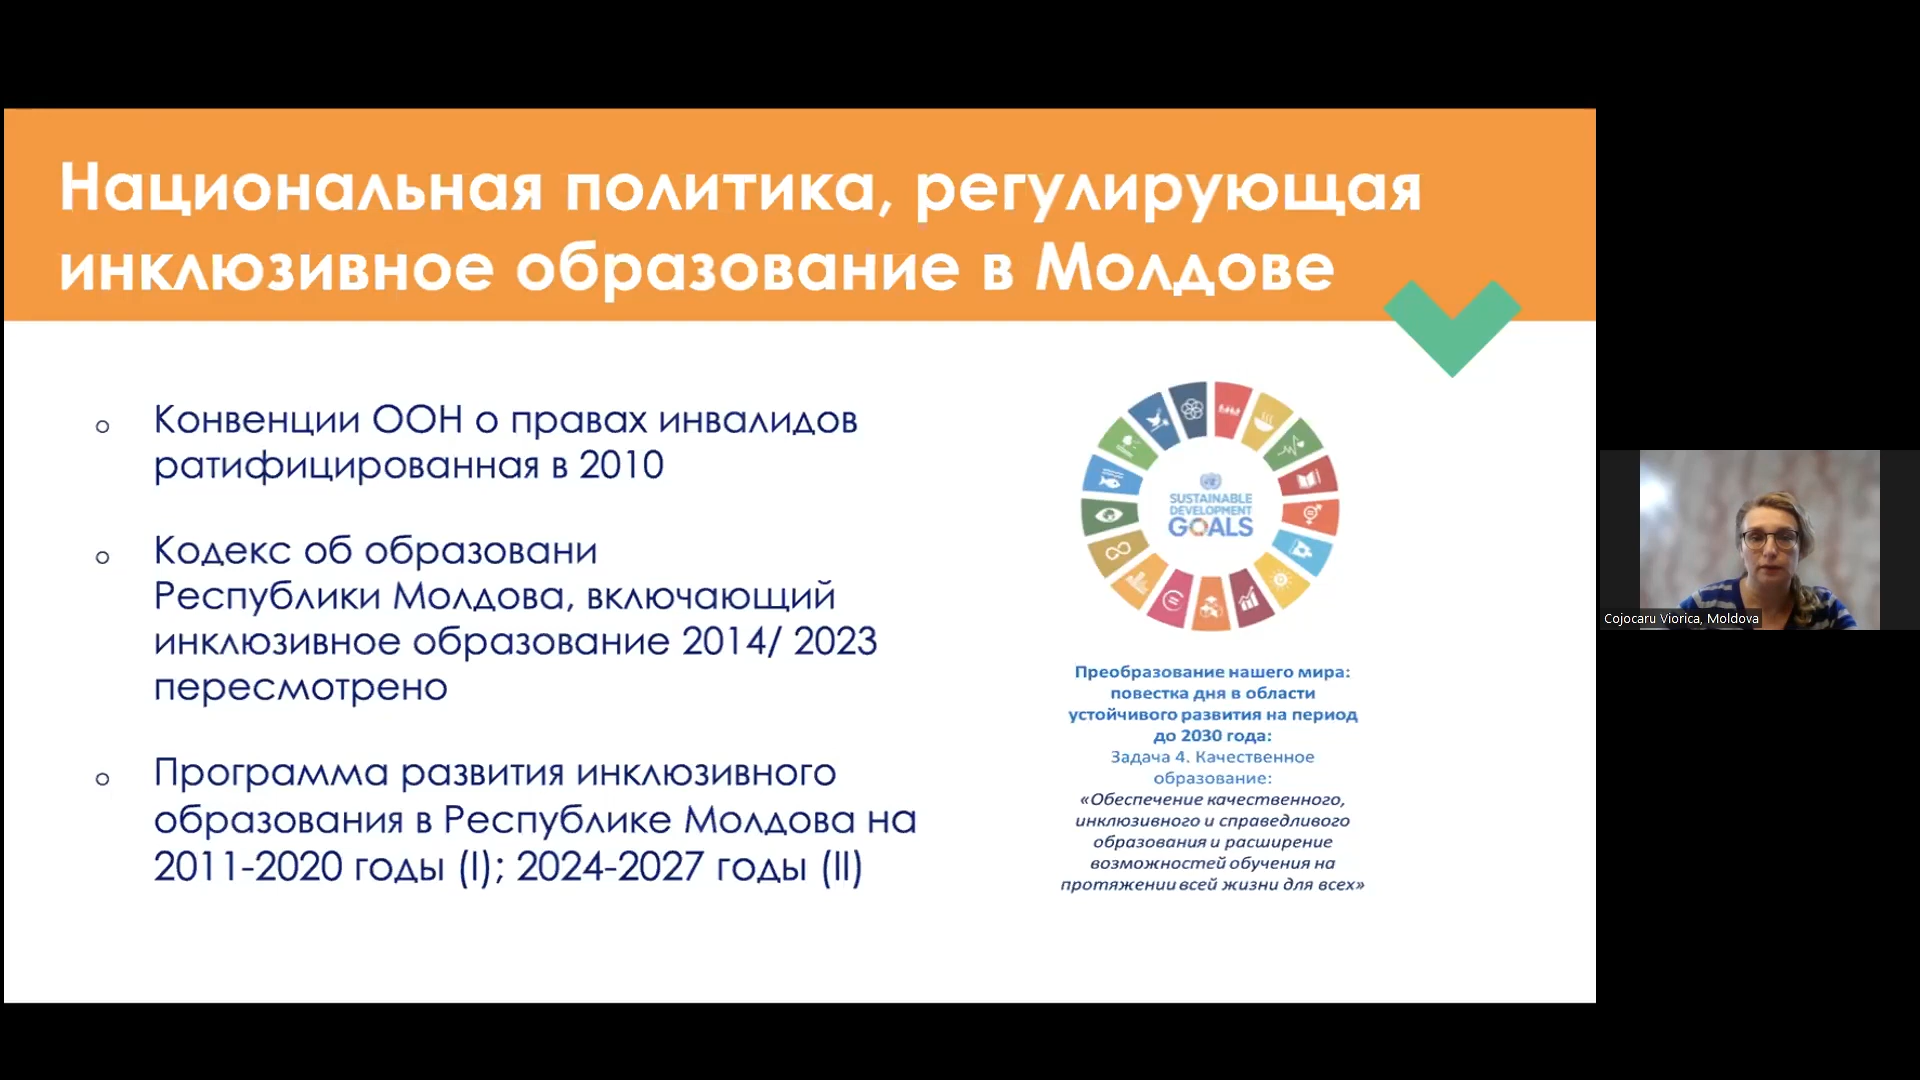 Национальная политика, регулирующая
инклюзивное образование в Молдове
Конвенции ООН о правах инвалидов
ратифицированная в 2010
Кодекс об образовани
Республики Молдова, включающий
инклюзивное образование 2014/ 2023
пересмотрено
Программа развития инклюзивного
образования в Республике Молдова на
2011-2020 годы (I); 2024-2027 годы (II)
SUSTAINABLE
DEVELOPMENT
GOALS
Преобразование нашего мира:
повестка дня в области
устойчивого развития на период
до 2030 года:
Задача 4. Качественное
образование:
«Обеспечение качественного,
инклюзивного и справедливого
образования и расширение
возможностей обучения на
протяжении всей жизни для всех»
Cojocaru Viorica, Moldova